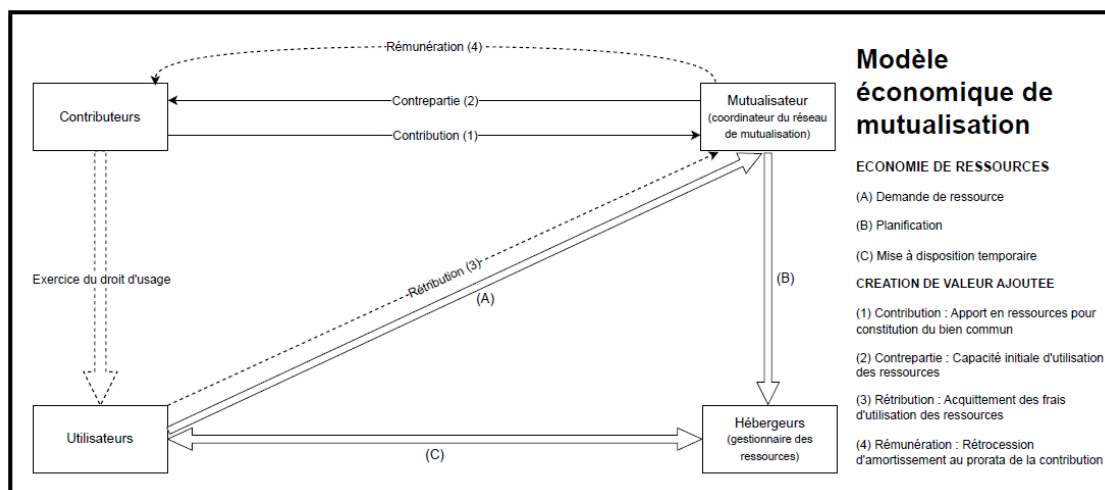 Rémunération (4)
Contributeurs
Contrepartie (2)
Contribution (1)
Mutualisateur
(coordinateur du réseau
de mutualisation)
Exercice du droit d'usage
Rétribution (3)
(A)
(B)
Utilisateurs
(C)
Hébergeurs
(gestionnaire des
ressources)
Modèle
économique de
mutualisation
ECONOMIE DE RESSOURCES
(A) Demande de ressource
(B) Planification
(C) Mise à disposition temporaire
CREATION DE VALEUR AJOUTEE
(1) Contribution : Apport en ressources pour
constitution du bien commun
(2) Contrepartie : Capacité initiale d'utilisation
des ressources
(3) Rétribution : Acquittement des frais
d'utilisation des ressources
(4) Rémunération : Rétrocession
d'amortissement au prorata de la contribution